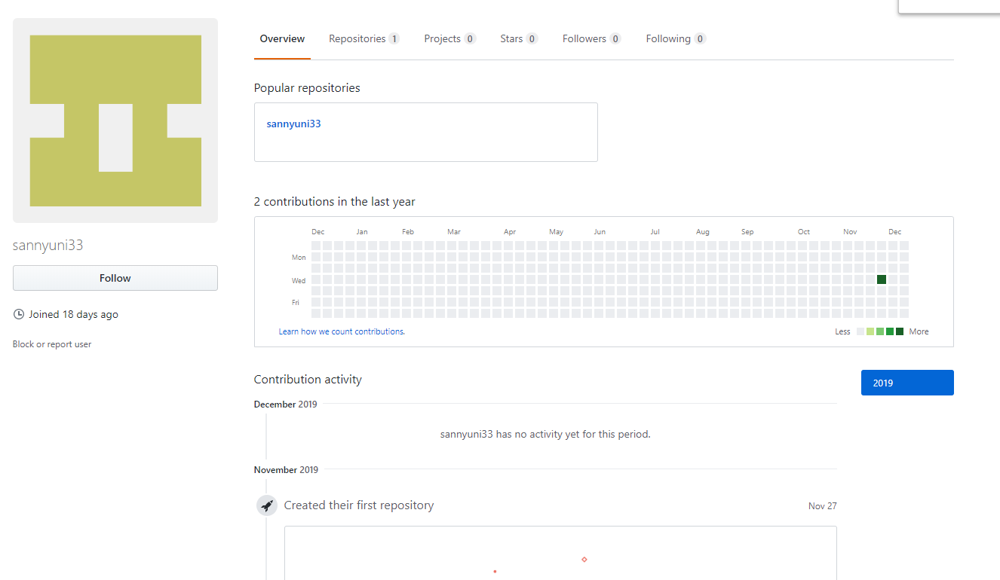 Overview Repositories 1 Projects 0 Stars 0 Followers 0 Following 0
Popular repositories
sannyuni33
2 contributions in the last year
Dec Jan Feb Mar Apr May Jun Jul Aug Sep Oct Nov Dec
Mon
Wed
Fri
Learn how we count contributions.
Less More
sannyuni33
Follow
Joined 18 days ago
Block or report user
Contribution activity
2019
December 2019
sannyuni33 has no activity yet for this period.
November 2019
Created their first repository
Nov 27